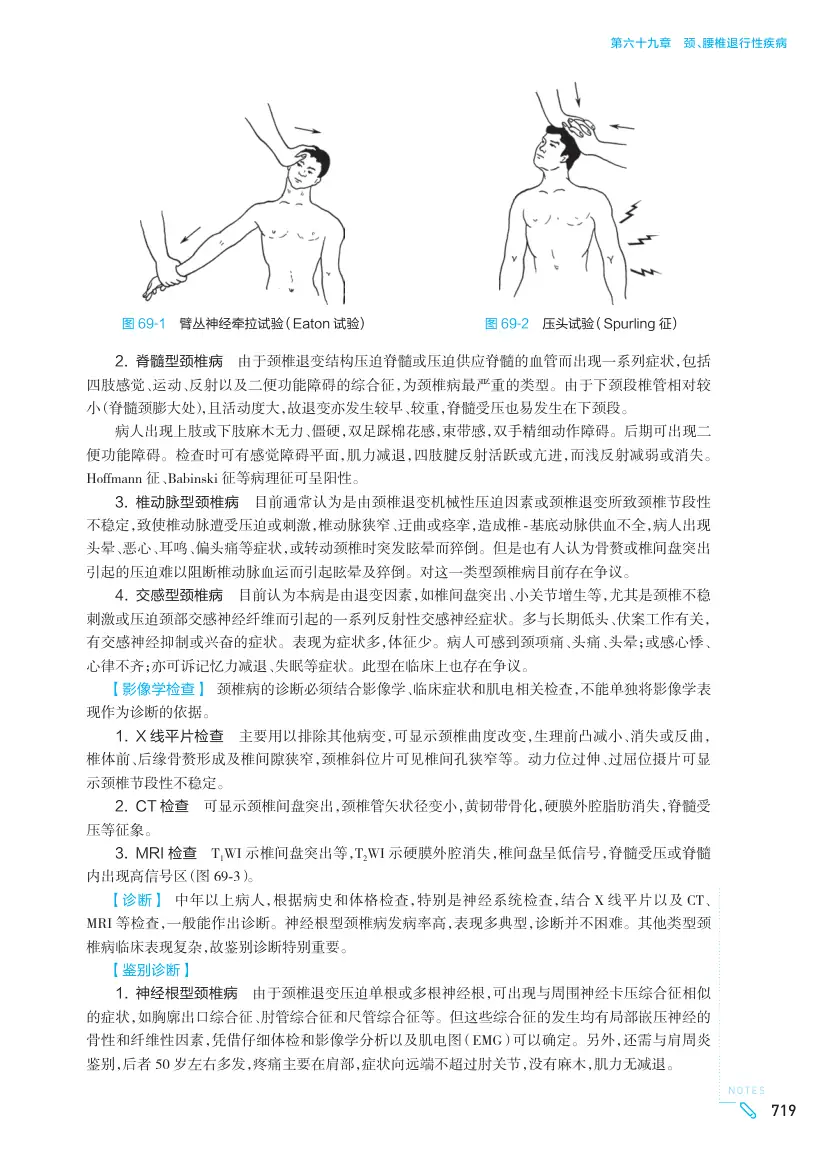 第六十九章 颈、腰椎退行性疾病
图 69-1 臂丛神经牵拉试验(Eaton 试验)
图 69-2 压头试验(Spurling 征)
2. 脊髓型颈椎病 由于颈椎退变结构压迫脊髓或压迫供应脊髓的血管而出现一系列症状,包括
四肢感觉、运动、反射以及二便功能障碍的综合征,为颈椎病最严重的类型。由于下颈段椎管相对较
小(脊髓颈膨大处),且活动度大,故退变亦发生较早、较重,脊髓受压也易发生在下颈段。
病人出现上肢或下肢麻木无力、僵硬,双足踩棉花感,束带感,双手精细动作障碍。后期可出现二
便功能障碍。检查时可有感觉障碍平面,肌力减退,四肢腱反射活跃或亢进,而浅反射减弱或消失。
Hoffmann 征、Babinski 征等病理征可呈阳性。
3. 椎动脉型颈椎病 目前通常认为是由颈椎退变机械性压迫因素或颈椎退变所致颈椎节段性
不稳定,致使椎动脉遭受压迫或刺激,椎动脉狭窄、迂曲或痉挛,造成椎-基底动脉供血不全,病人出现
头晕、恶心、耳鸣、偏头痛等症状,或转动颈椎时突发眩晕而猝倒。但是也有人认为骨赘或椎间盘突出
引起的压迫难以阻断椎动脉血运而引起眩晕及猝倒。对这一类型颈椎病目前存在争议。
4. 交感型颈椎病 目前认为本病是由退变因素,如椎间盘突出、小关节增生等,尤其是颈椎不稳
刺激或压迫颈部交感神经纤维而引起的一系列反射性交感神经症状。多与长期低头、伏案工作有关,
有交感神经抑制或兴奋的症状。表现为症状多,体征少。病人可感到颈项痛、头痛、头晕;或感心悸、
心律不齐;亦可诉记忆力减退、失眠等症状。此型在临床上也存在争议。
【影像学检查】 颈椎病的诊断必须结合影像学、临床症状和肌电相关检查,不能单独将影像学表
现作为诊断的依据。
1. X 线平片检查 主要用以排除其他病变,可显示颈椎曲度改变,生理前凸减小、消失或反曲,
椎体前、后缘骨赘形成及椎间隙狭窄,颈椎斜位片可见椎间孔狭窄等。动力位过伸、过屈位摄片可显
示颈椎节段性不稳定。
2. CT 检查 可显示颈椎间盘突出,颈椎管矢状径变小,黄韧带骨化,硬膜外腔脂肪消失,脊髓受
压等征象。
3. MRI 检查 T₁WI 示椎间盘突出等,T₂WI 示硬膜外腔消失,椎间盘呈低信号,脊髓受压或脊髓
内出现高信号区(图 69-3)。
【诊断】 中年以上病人,根据病史和体格检查,特别是神经系统检查,结合 X 线平片以及 CT、
MRI 等检查,一般能作出诊断。神经根型颈椎病发病率高,表现多典型,诊断并不困难。其他类型颈
椎病临床表现复杂,故鉴别诊断特别重要。
【鉴别诊断】
1. 神经根型颈椎病 由于颈椎退变压迫单根或多根神经根,可出现与周围神经卡压综合征相似
的症状,如胸廓出口综合征、肘管综合征和尺管综合征等。但这些综合征的发生均有局部嵌压神经的
骨性和纤维性因素,凭借仔细体检和影像学分析以及肌电图(EMG)可以确定。另外,还需与肩周炎
鉴别,后者 50 岁左右多发,疼痛主要在肩部,症状向远端不超过肘关节,没有麻木,肌力无减退。
NOTES
719